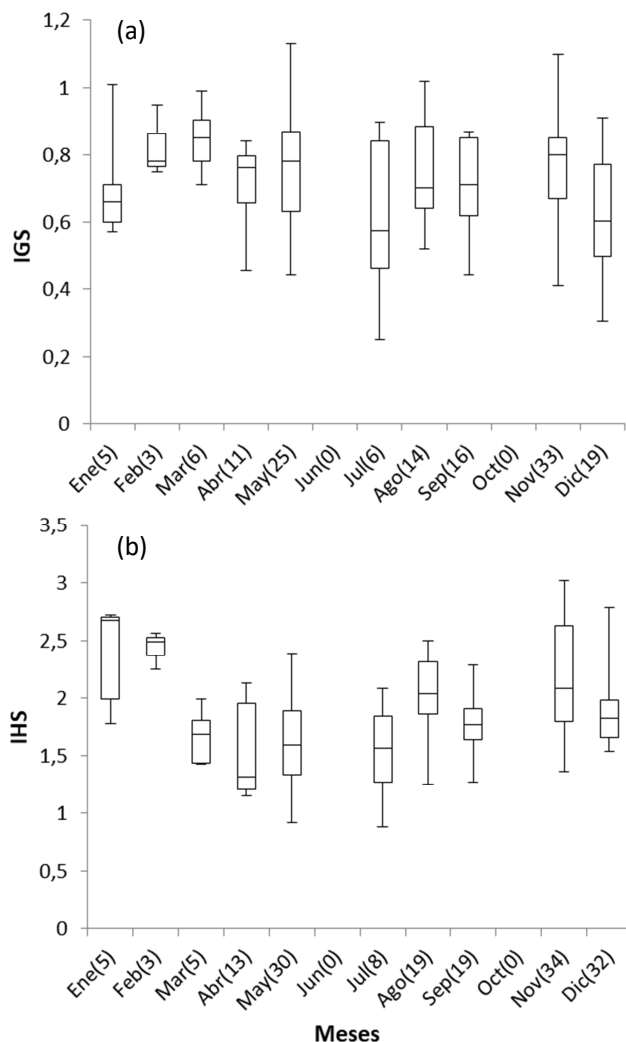 (a)
1,2
1
0,8
0,6
0,4
0,2
0
IGS
Ene(5) Feb(3) Mar(6) Abr(11) May(25) Jun(0) Jul(6) Ago(14) Sep(16) Oct(0) Nov(33) Dic(19)
(b)
3,5
3
2,5
2
1,5
1
0,5
0
IHS
Ene(5) Feb(3) Mar(5) Abr(13) May(30) Jun(0) Jul(8) Ago(19) Sep(19) Oct(0) Nov(34) Dic(32)
Meses